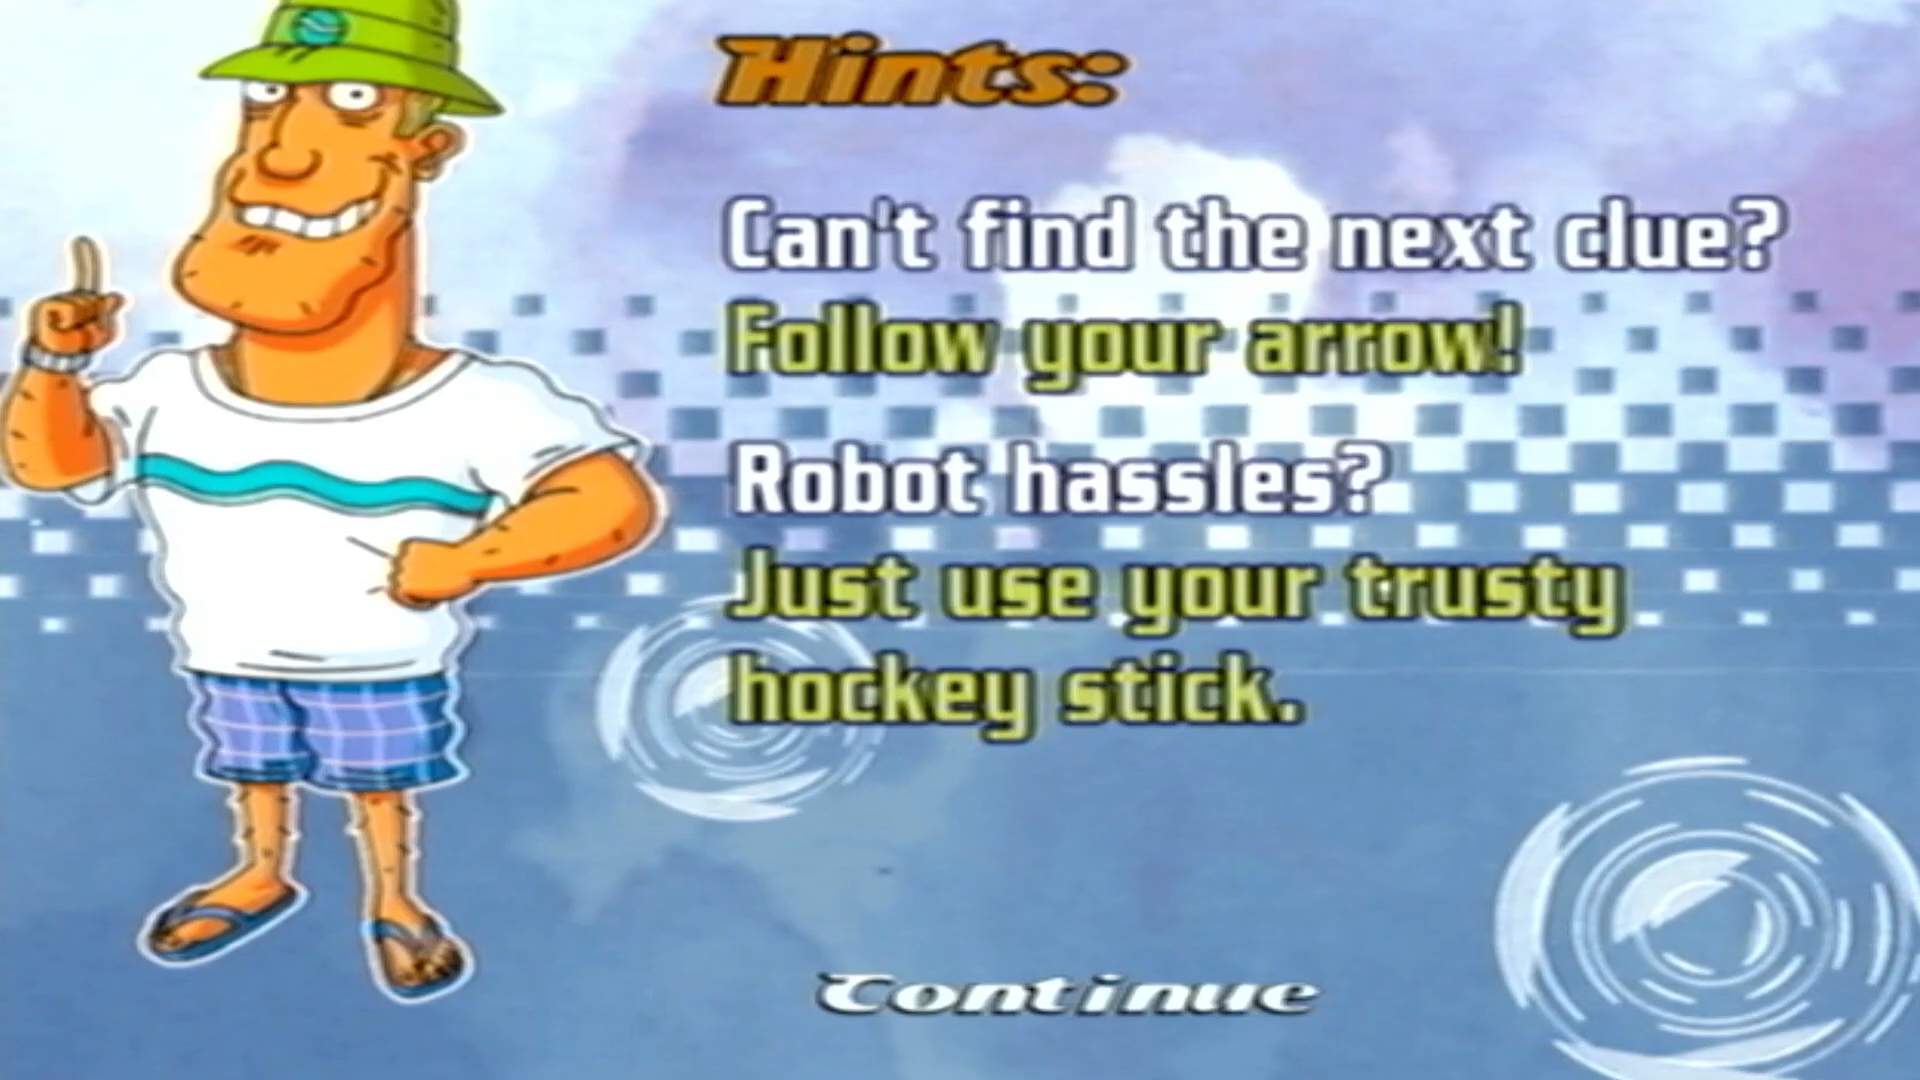 Hints:
Can't find the next clue?
Follow your arrow!
Robot hassles?
Just use your trusty
hockey stick.
Continue